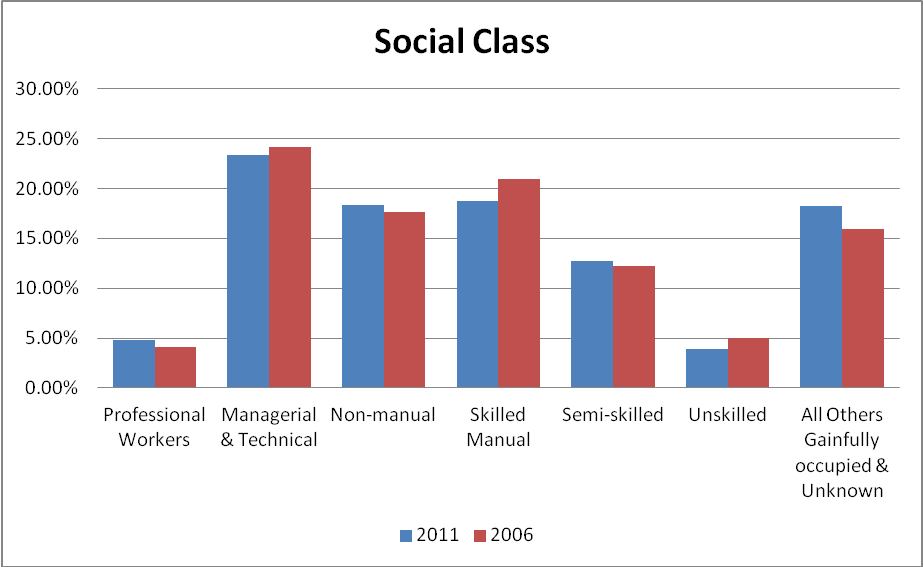 Social Class
30.00%
25.00%
20.00%
15.00%
10.00%
5.00%
0.00%
Professional Workers
Managerial & Technical
Non-manual
Skilled Manual
Semi-skilled
Unskilled
All Others Gainfully occupied & Unknown
2011
2006